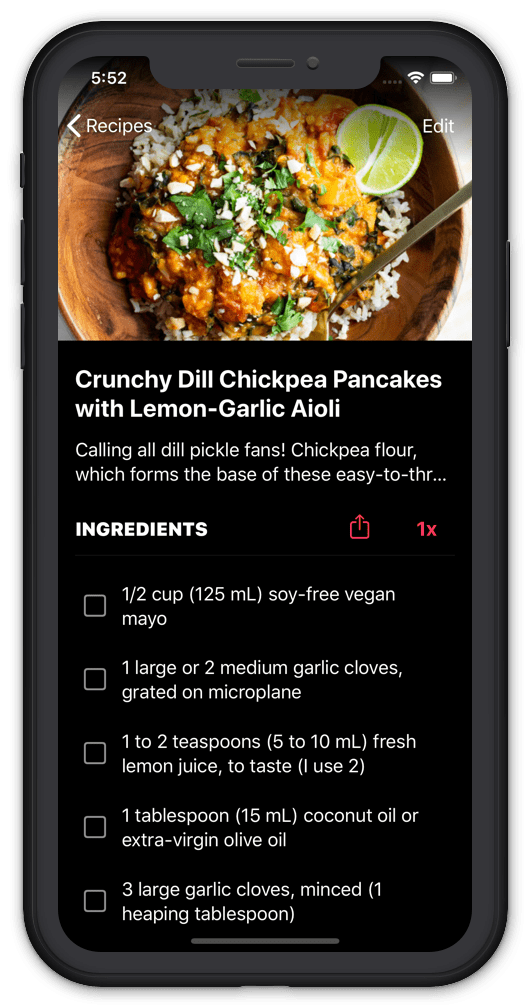 5:52
Recipes
Edit
Crunchy Dill Chickpea Pancakes
with Lemon-Garlic Aioli
Calling all dill pickle fans! Chickpea flour,
which forms the base of these easy-to-thr...
INGREDIENTS
1x
1/2 cup (125 mL) soy-free vegan
mayo
1 large or 2 medium garlic cloves,
grated on microplane
1 to 2 teaspoons (5 to 10 mL) fresh
lemon juice, to taste (I use 2)
1 tablespoon (15 mL) coconut oil or
extra-virgin olive oil
3 large garlic cloves, minced (1
heaping tablespoon)